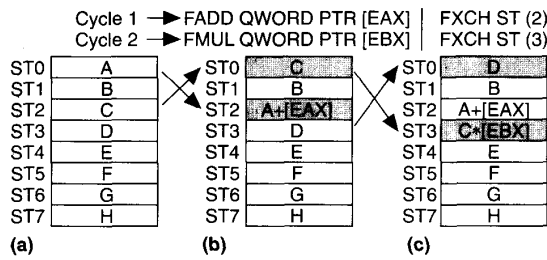 Cycle 1 FADD QWORD PTR [EAX] FXCH ST (2)
Cycle 2 FMUL QWORD PTR [EBX] FXCH ST (3)
ST0 A ST0 C ST0 D
ST1 B ST1 B ST1 B
ST2 C ST2 A+[EAX] ST2 A+[EAX]
ST3 D ST3 D ST3 C*[EBX]
ST4 E ST4 E ST4 E
ST5 F ST5 F ST5 F
ST6 G ST6 G ST6 G
ST7 H ST7 H ST7 H
(a) (b) (c)